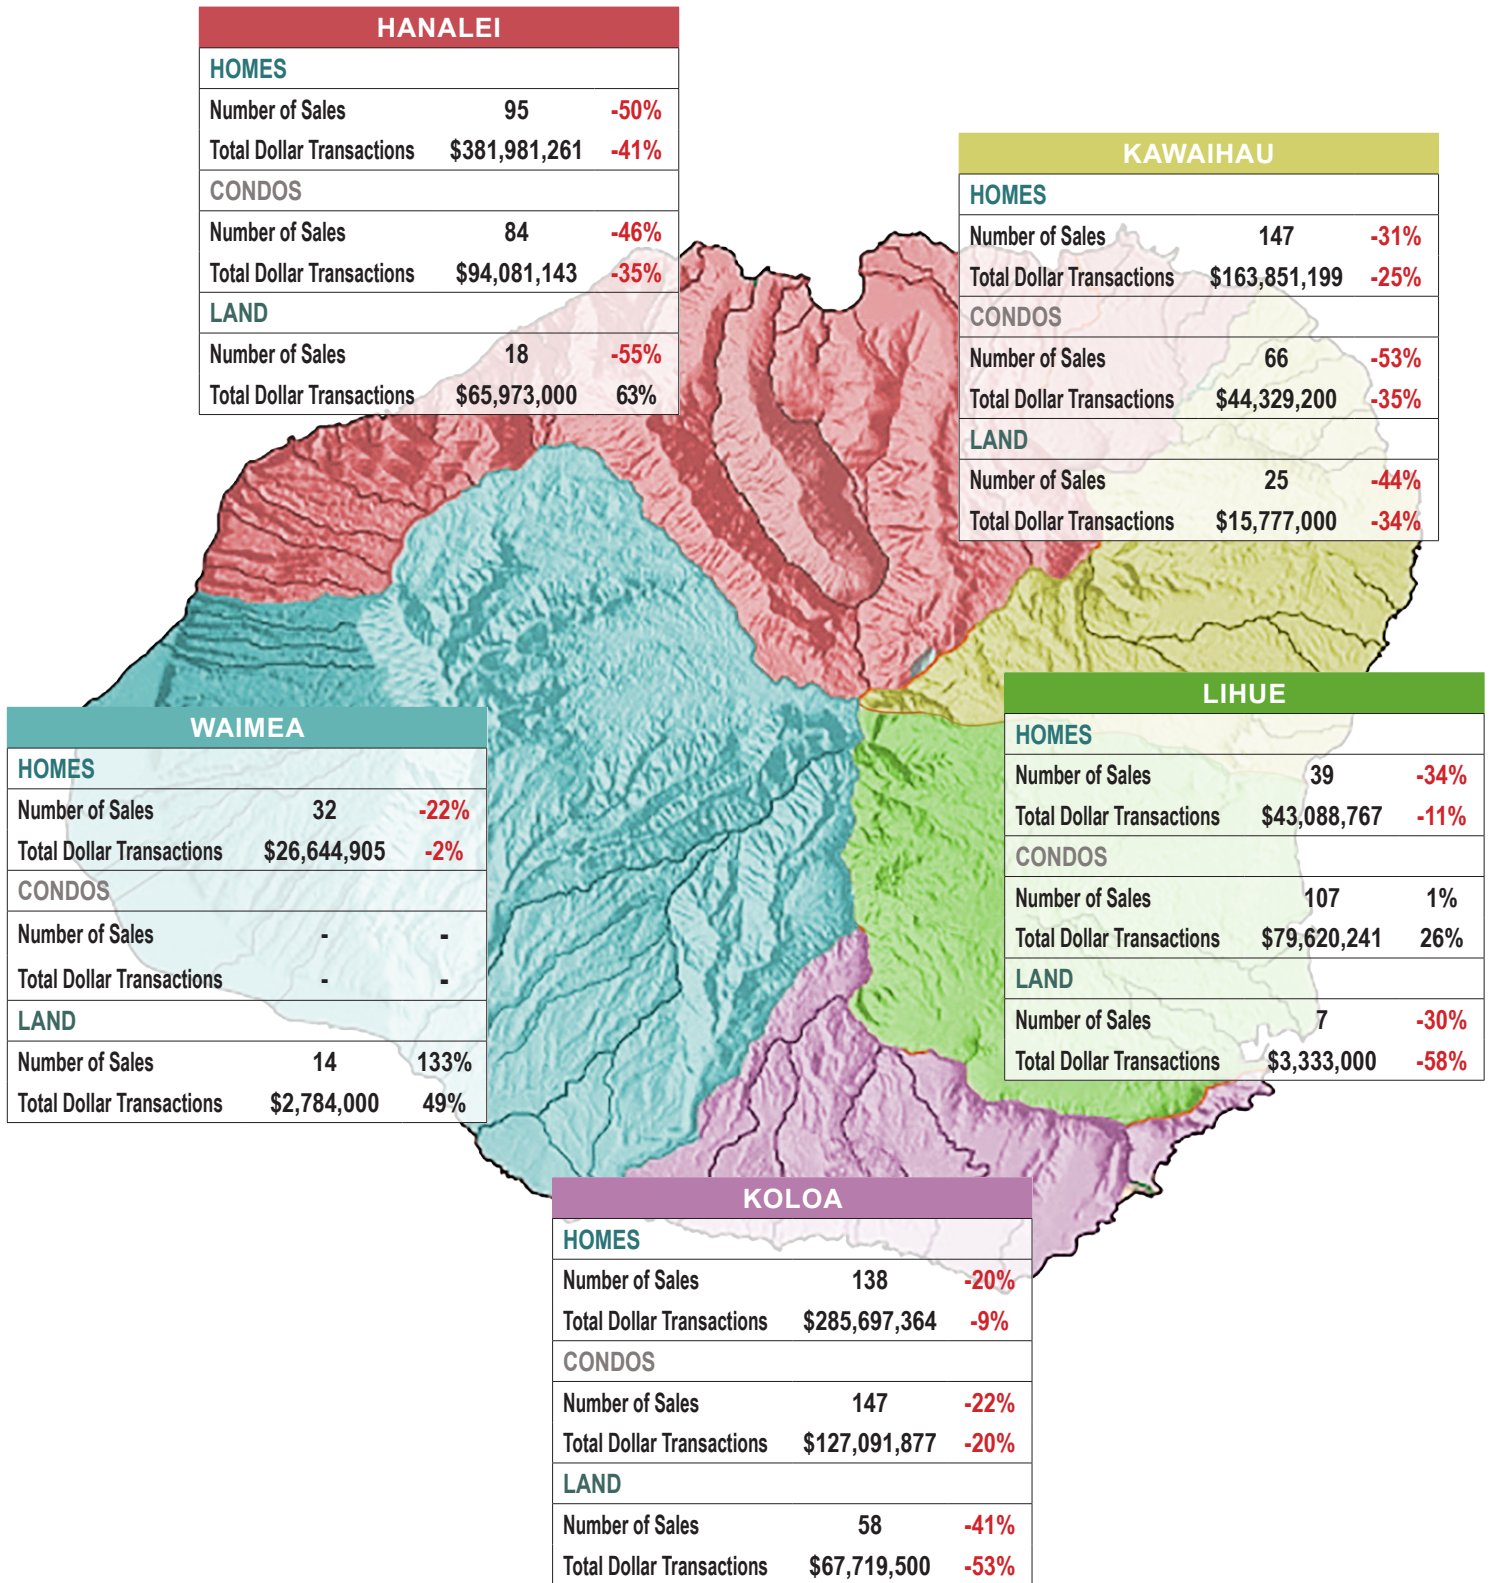 HANALEI
HOMES
Number of Sales 95 -50%
Total Dollar Transactions $381,981,261 -41%
CONDOS
Number of Sales 84 -46%
Total Dollar Transactions $94,081,143 -35%
LAND
Number of Sales 18 -55%
Total Dollar Transactions $65,973,000 63%
KAWAIHAU
HOMES
Number of Sales 147 -31%
Total Dollar Transactions $163,851,199 -25%
CONDOS
Number of Sales 66 -53%
Total Dollar Transactions $44,329,200 -35%
LAND
Number of Sales 25 -44%
Total Dollar Transactions $15,777,000 -34%
WAIMEA
HOMES
Number of Sales 32 -22%
Total Dollar Transactions $26,644,905 -2%
CONDOS
Number of Sales - -
Total Dollar Transactions - -
LAND
Number of Sales 14 133%
Total Dollar Transactions $2,784,000 49%
LIHUE
HOMES
Number of Sales 39 -34%
Total Dollar Transactions $43,088,767 -11%
CONDOS
Number of Sales 107 1%
Total Dollar Transactions $79,620,241 26%
LAND
Number of Sales 7 -30%
Total Dollar Transactions $3,333,000 -58%
KOLOA
HOMES
Number of Sales 138 -20%
Total Dollar Transactions $285,697,364 -9%
CONDOS
Number of Sales 147 -22%
Total Dollar Transactions $127,091,877 -20%
LAND
Number of Sales 58 -41%
Total Dollar Transactions $67,719,500 -53%